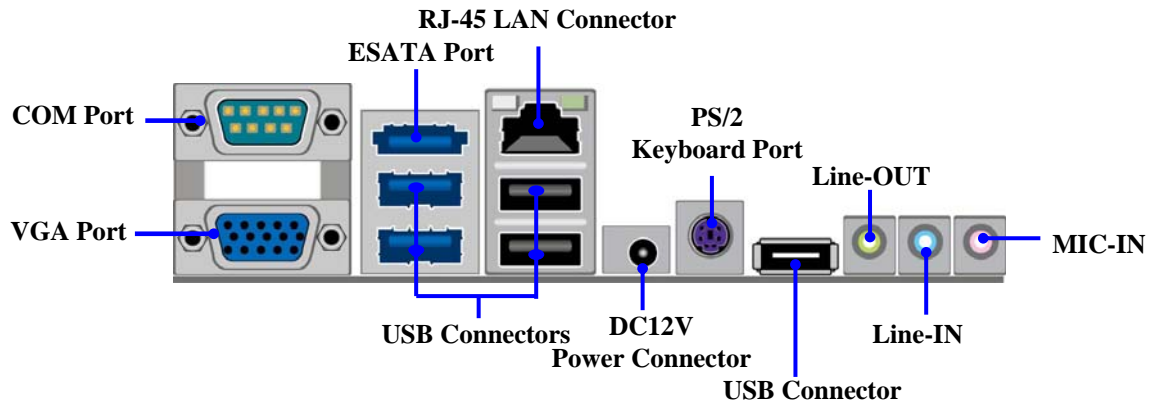 RJ-45 LAN Connector
ESATA Port
COM Port
PS/2
Keyboard Port
Line-OUT
VGA Port
MIC-IN
USB Connectors
DC12V
Power Connector
Line-IN
USB Connector